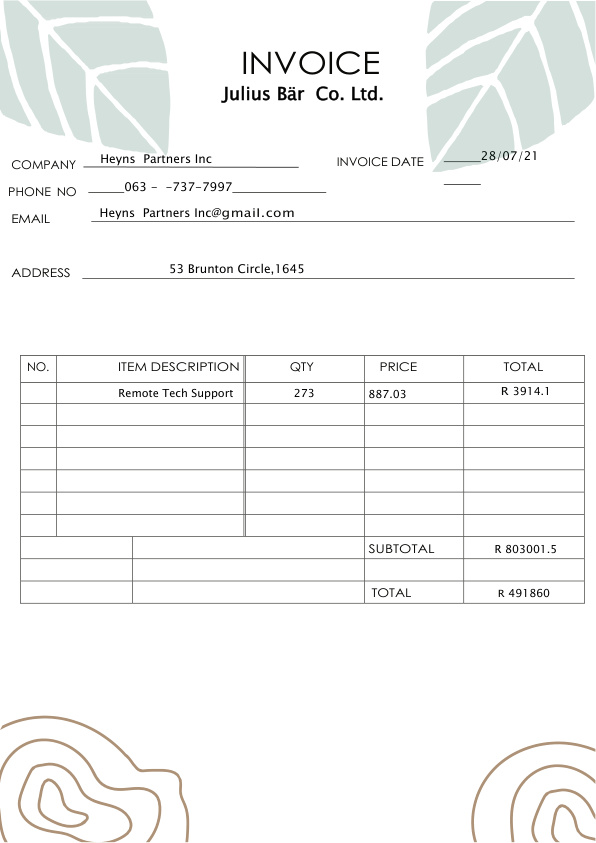 INVOICE
Julius Bär Co. Ltd.
COMPANY Heyns Partners Inc INVOICE DATE 28/07/21
PHONE NO 063 - -737-7997
EMAIL Heyns Partners Inc@gmail.com
ADDRESS 53 Brunton Circle,1645
NO. ITEM DESCRIPTION QTY PRICE TOTAL
Remote Tech Support 273 887.03 R 3914.1
SUBTOTAL R 803001.5
TOTAL R 491860